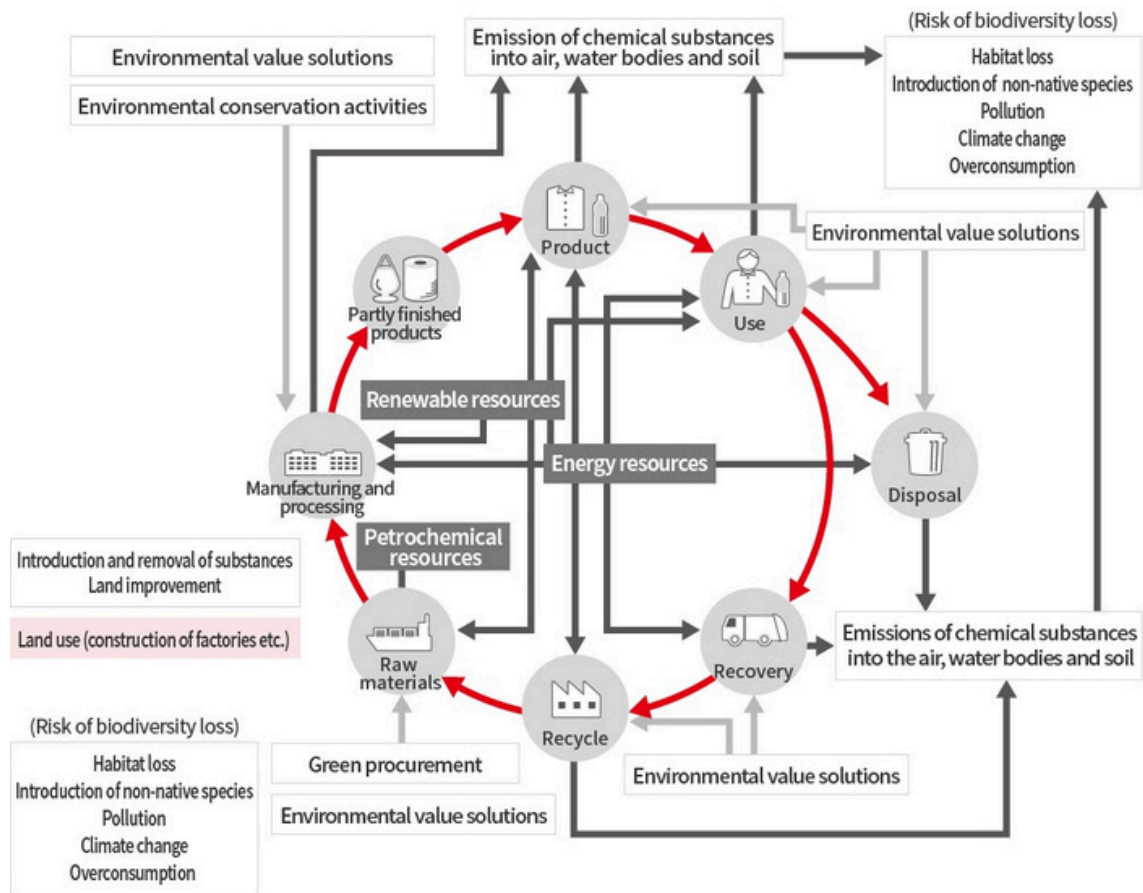 Environmental value solutions
Environmental conservation activities
Emission of chemical substances
into air, water bodies and soil
(Risk of biodiversity loss)
Habitat loss
Introduction of non-native species
Pollution
Climate change
Overconsumption
Product
Environmental value solutions
Partly finished
products
Use
Renewable resources
Energy resources
Manufacturing and
processing
Disposal
Petrochemical
resources
Introduction and removal of substances
Land improvement
Land use (construction of factories etc.)
Raw
materials
Recovery
Emissions of chemical substances
into the air, water bodies and soil
Recycle
(Risk of biodiversity loss)
Habitat loss
Introduction of non-native species
Pollution
Climate change
Overconsumption
Green procurement
Environmental value solutions
Environmental value solutions